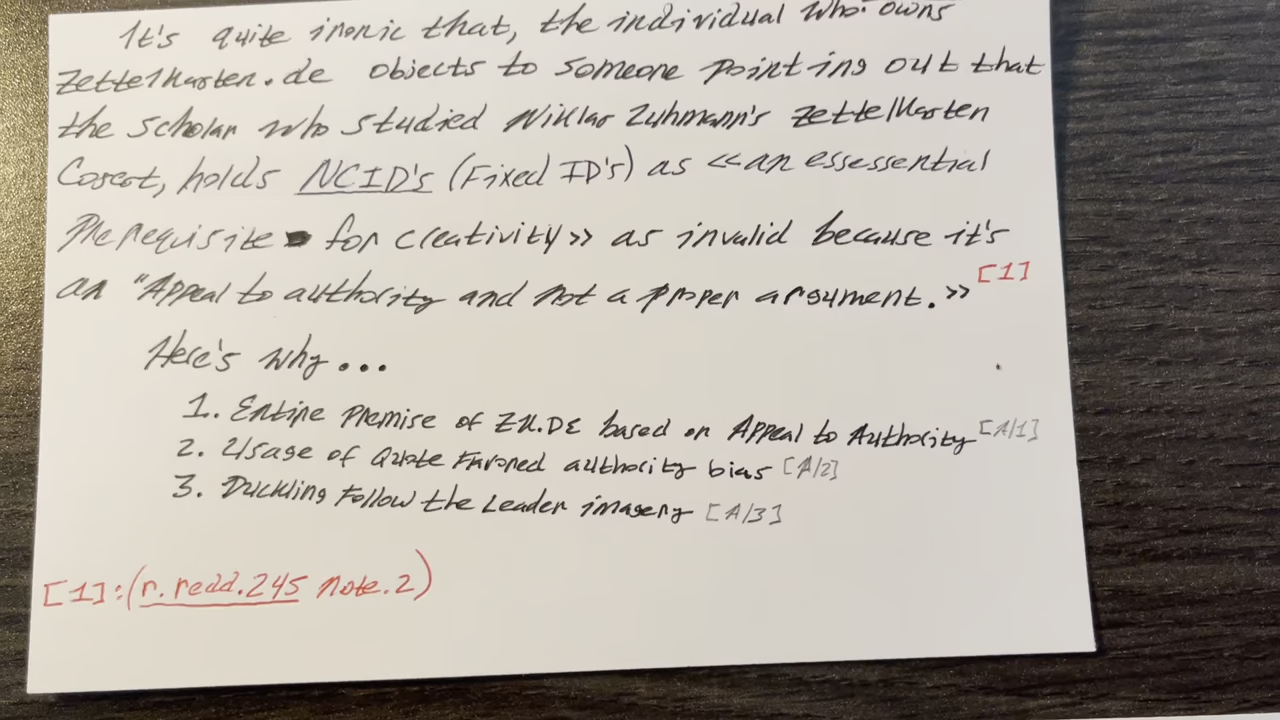 It's quite ironic that, the individual who owns
Zettelkasten.de objects to someone pointing out that
the scholar who studied Niklas Luhmann's Zettelkasten
Coscot, holds NCID's (Fixed ID's) as «an essessential
Prerequisite for creativity» as invalid because it's
an "Appeal to authority and not a proper argument.» [1]
Here's why...
1. Entire Premise of ZK.DE based on Appeal to Authority [A/1]
2. Usage of Quote Favored authority bias [A/2]
3. Duckling Follow the Leader imagery [A/3]
[1]:(r.redd.245 note.2)